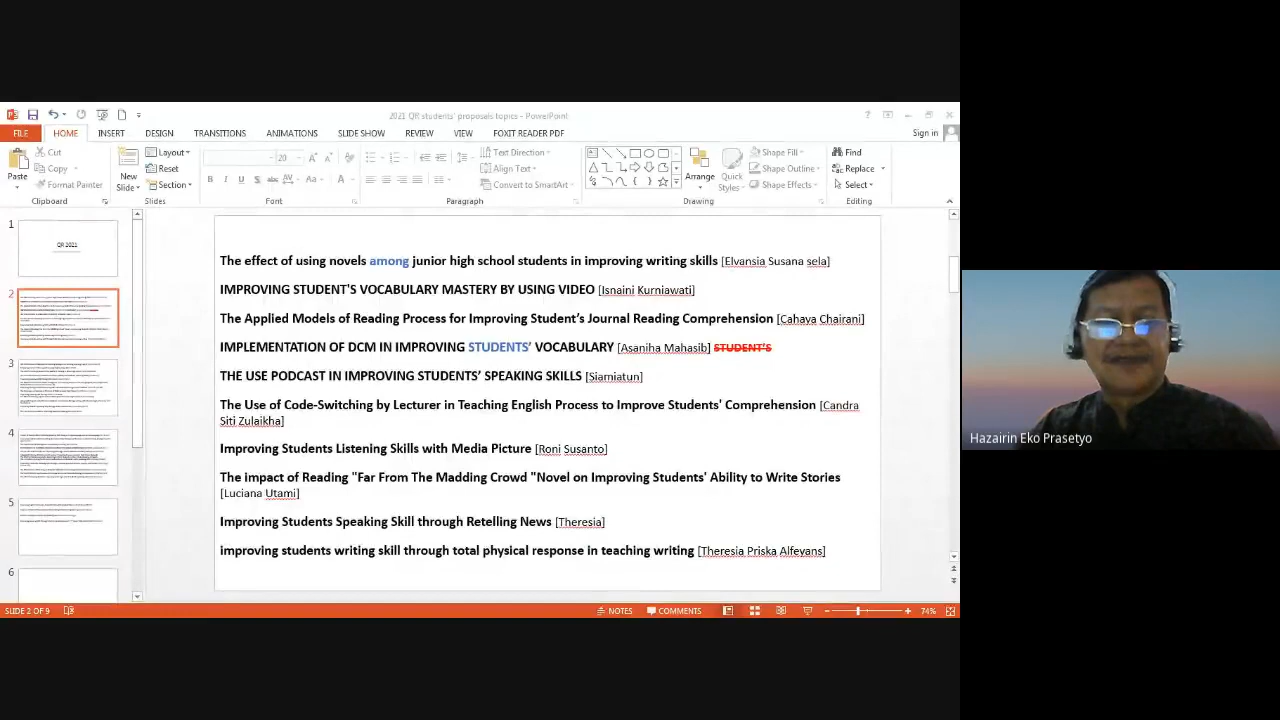 2021 QR students' proposals topics - PowerPoint
FILE HOME INSERT DESIGN TRANSITIONS ANIMATIONS SLIDE SHOW REVIEW VIEW FOXIT READER PDF Sign in
Paste
Cut
Copy
Format Painter
Clipboard
New
Slide
Layout
Reset
Section
Slides
20
B I U S abc AV Aa A
Font
Text Direction
Align Text
Convert to SmartArt
Paragraph
Arrange
Quick
Styles
Shape Fill
Shape Outline
Shape Effects
Drawing
Find
Replace
Select
Editing
1
QR 2021
2
3
4
5
6
The effect of using novels among junior high school students in improving writing skills [Elvansia Susana sela]
IMPROVING STUDENT'S VOCABULARY MASTERY BY USING VIDEO [Isnaini Kurniawati]
The Applied Models of Reading Process for Improving Student's Journal Reading Comprehension [Cahaya Chairani]
IMPLEMENTATION OF DCM IN IMPROVING STUDENTS' VOCABULARY [Asaniha Mahasib] STUDENT'S
THE USE PODCAST IN IMPROVING STUDENTS' SPEAKING SKILLS [Siamiatun]
The Use of Code-Switching by Lecturer in Teaching English Process to Improve Students' Comprehension [Candra
Siti Zulaikha]
Improving Students Listening Skills with Media Picture [Roni Susanto]
The impact of Reading "Far From The Madding Crowd "Novel on Improving Students' Ability to Write Stories
[Luciana Utami]
Improving Students Speaking Skill through Retelling News [Theresia]
improving students writing skill through total physical response in teaching writing [Theresia Priska Alfeyans]
SLIDE 2 OF 9
NOTES
COMMENTS
74%
Hazairin Eko Prasetyo